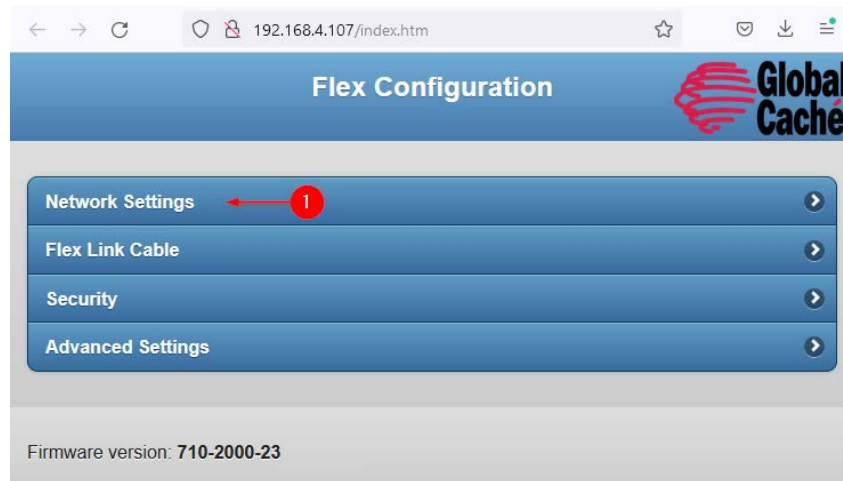 192.168.4.107/index.htm
Flex Configuration
Global
Caché
Network Settings
1
Flex Link Cable
Security
Advanced Settings
Firmware version: 710-2000-23